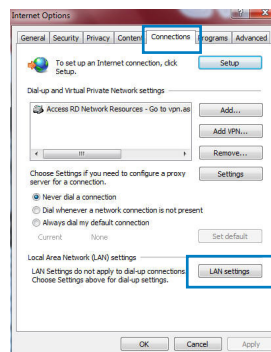 Internet Options
General Security Privacy Content Connections Programs Advanced
To set up an Internet connection, click Setup.
Setup
Dial-up and Virtual Private Network settings
Access RD Network Resources - Go to vpn.as
Add...
Add VPN...
Remove...
Choose Settings if you need to configure a proxy
server for a connection.
Settings
Never dial a connection
Dial whenever a network connection is not present
Always dial my default connection
Current None
Set default
Local Area Network (LAN) settings
LAN Settings do not apply to dial-up connections.
Choose Settings above for dial-up settings.
LAN settings
OK Cancel Apply